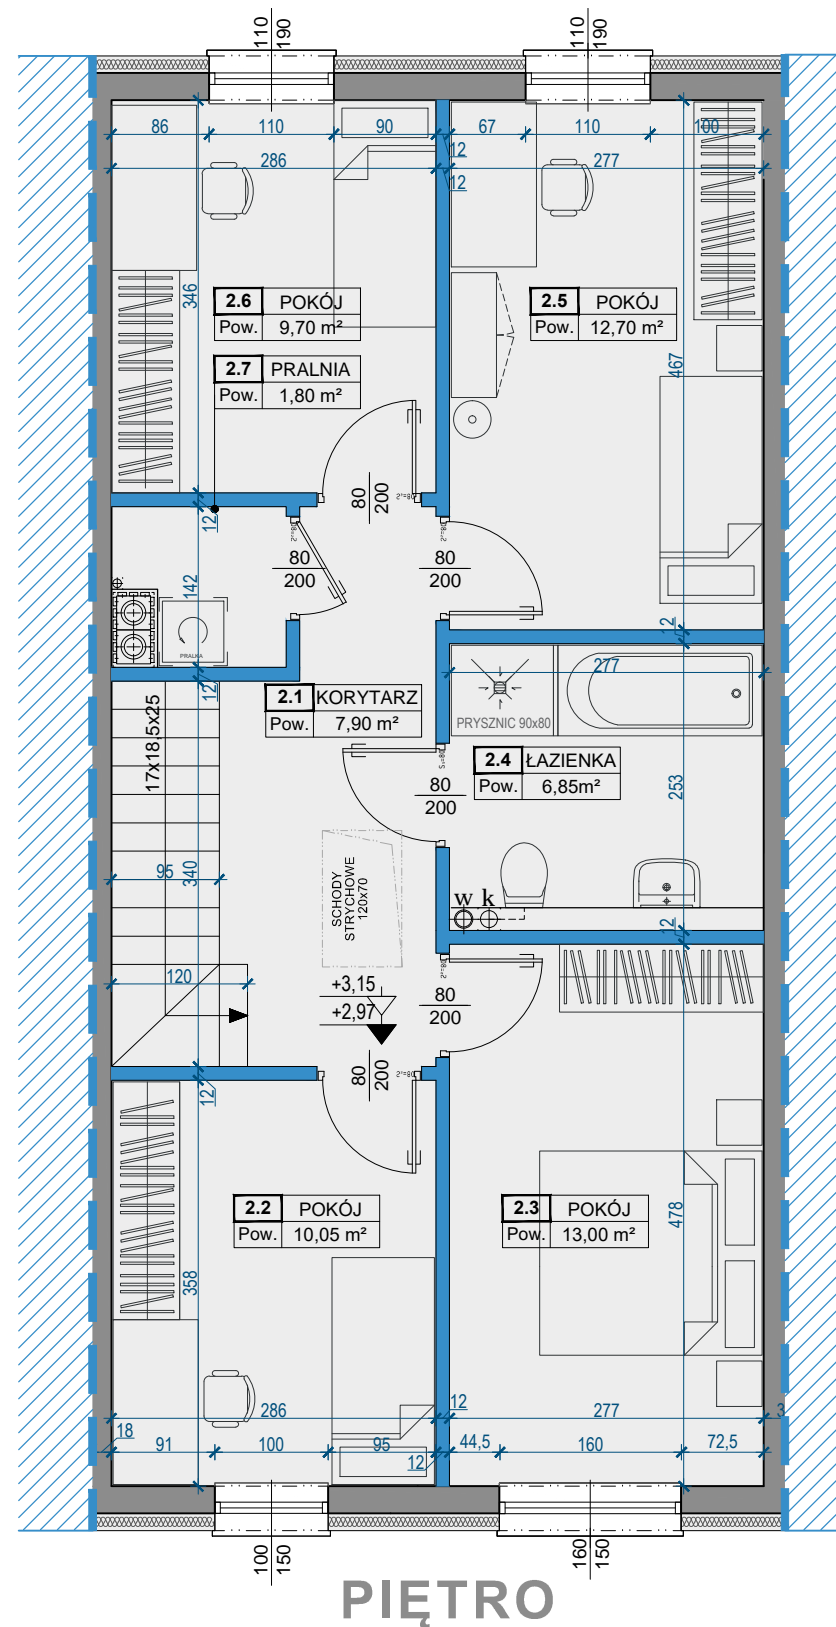 110
190
110
190
86
110
90
67
110
100
12
286
277
12
346
2.6 POKÓJ
Pow. 9,70 m²
2.5 POKÓJ
Pow. 12,70 m²
2.7 PRALNIA
Pow. 1,80 m²
467
80
200
12
80
200
80
200
142
PRALKA
12
12
277
2.1 KORYTARZ
Pow. 7,90 m²
PRYSZNIC 90x80
17x18,5x25
2.4 ŁAZIENKA
Pow. 6,85m²
80
200
253
95
340
SCHODY
STRYCHOWE
120x70
w k
12
120
+3,15
+2,97
80
200
80
200
12
2.2 POKÓJ
Pow. 10,05 m²
2.3 POKÓJ
Pow. 13,00 m²
478
358
286
12
277
3
18
91
100
95
12
44,5
160
72,5
100
150
160
150
PIĘTRO